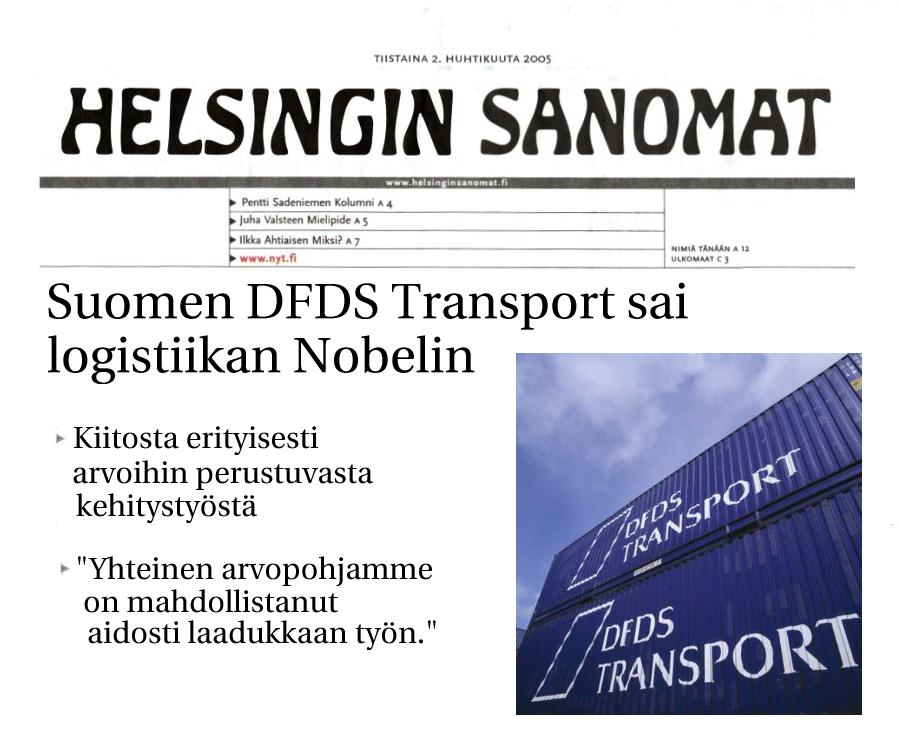 TIISTAINA 2. HUHTIKUUTA 2005
HELSINGIN SANOMAT
www.helsinginsanomat.fi
▶ Pentti Sadeniemen Kolumni A 4
▶ Juha Valsteen Mielipide A 5
▶ Ilkka Ahtiaisen Miksi? A 7
▶ www.nyt.fi
NIMIÄ TÄNÄÄN A 12
ULKOMAAT C 3
Suomen DFDS Transport sai
logistiikan Nobelin
▸ Kiitosta erityisesti
arvoihin perustuvasta
kehitystyöstä
▸ "Yhteinen arvopohjamme
on mahdollistanut
aidosti laadukkaan työn."
DFDS
TRANSPORT
DFDS
TRANSPORT